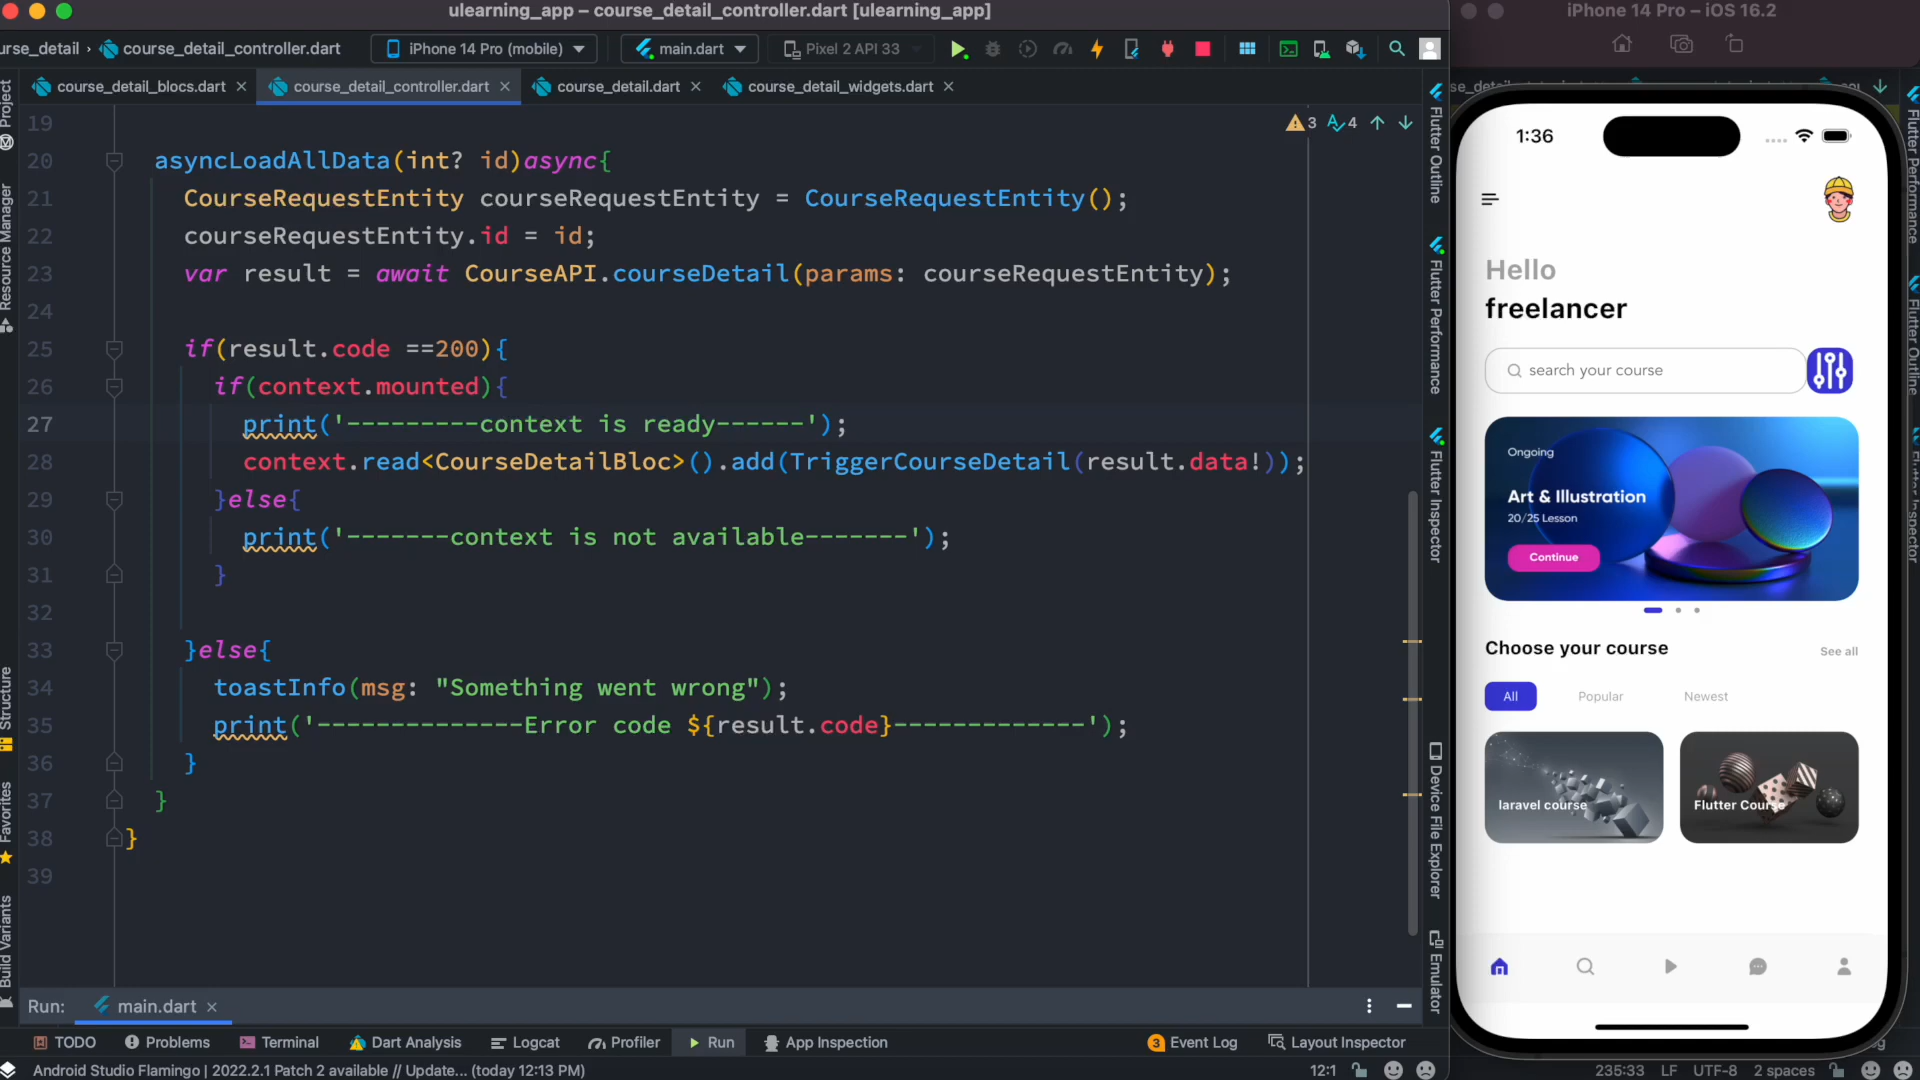 ulearning_app – course_detail_controller.dart [ulearning_app]
urse_detail › course_detail_controller.dart
iPhone 14 Pro (mobile)
main.dart
Pixel 2 API 33
course_detail_blocs.dart
course_detail_controller.dart
course_detail.dart
course_detail_widgets.dart
3
4
19
20 asyncLoadAllData(int? id)async{
21 CourseRequestEntity courseRequestEntity = CourseRequestEntity();
22 courseRequestEntity.id = id;
23 var result = await CourseAPI.courseDetail(params: courseRequestEntity);
24
25 if(result.code ==200){
26 if(context.mounted){
27 print('---------context is ready------');
28 context.read<CourseDetailBloc>().add(TriggerCourseDetail(result.data!));
29 }else{
30 print('-------context is not available-------');
31 }
32
33 }else{
34 toastInfo(msg: "Something went wrong");
35 print('--------------Error code ${result.code}-------------');
36 }
37 }
38 }
39
Project
Resource Manager
Structure
Favorites
Build Variants
Flutter Outline
Flutter Performance
Flutter Inspector
Device File Explorer
Emulator
Run:
main.dart
TODO
Problems
Terminal
Dart Analysis
Logcat
Profiler
Run
App Inspection
3 Event Log
Layout Inspector
Android Studio Flamingo | 2022.2.1 Patch 2 available // Update... (today 12:13 PM)
12:1
iPhone 14 Pro – iOS 16.2
1:36
Hello
freelancer
search your course
Ongoing
Art & Illustration
20/25 Lesson
Continue
Choose your course
See all
All
Popular
Newest
laravel course
Flutter Course
Flutter Performance
Flutter Outline
Flutter Inspector
235:33
LF
UTF-8
2 spaces